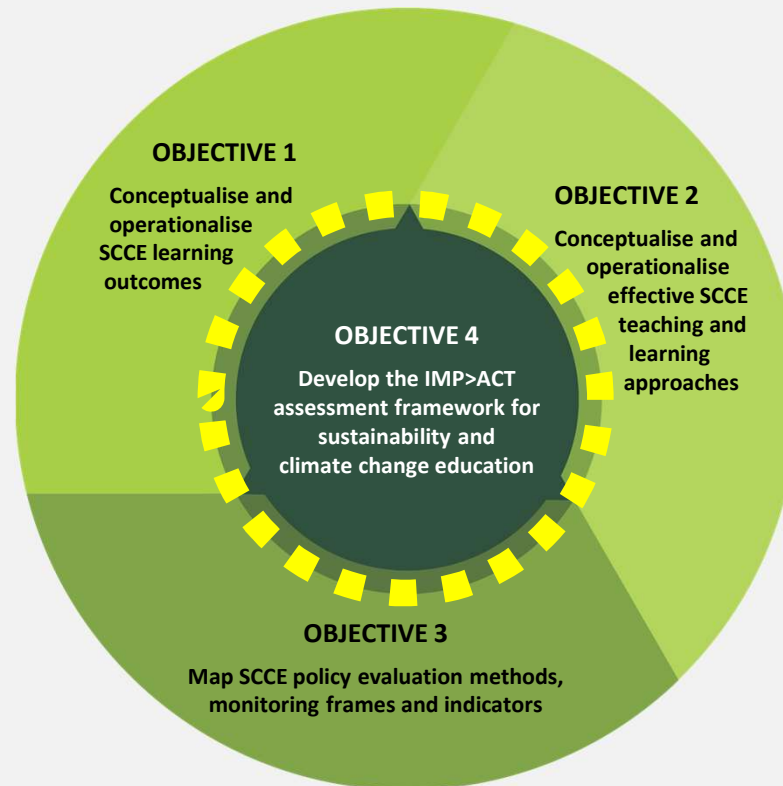 OBJECTIVE 1
Conceptualise and
operationalise
SCCE learning
outcomes
OBJECTIVE 2
Conceptualise and
operationalise
effective SCCE
teaching and
learning
approaches
OBJECTIVE 4
Develop the IMP>ACT
assessment framework for
sustainability and
climate change education
OBJECTIVE 3
Map SCCE policy evaluation methods,
monitoring frames and indicators